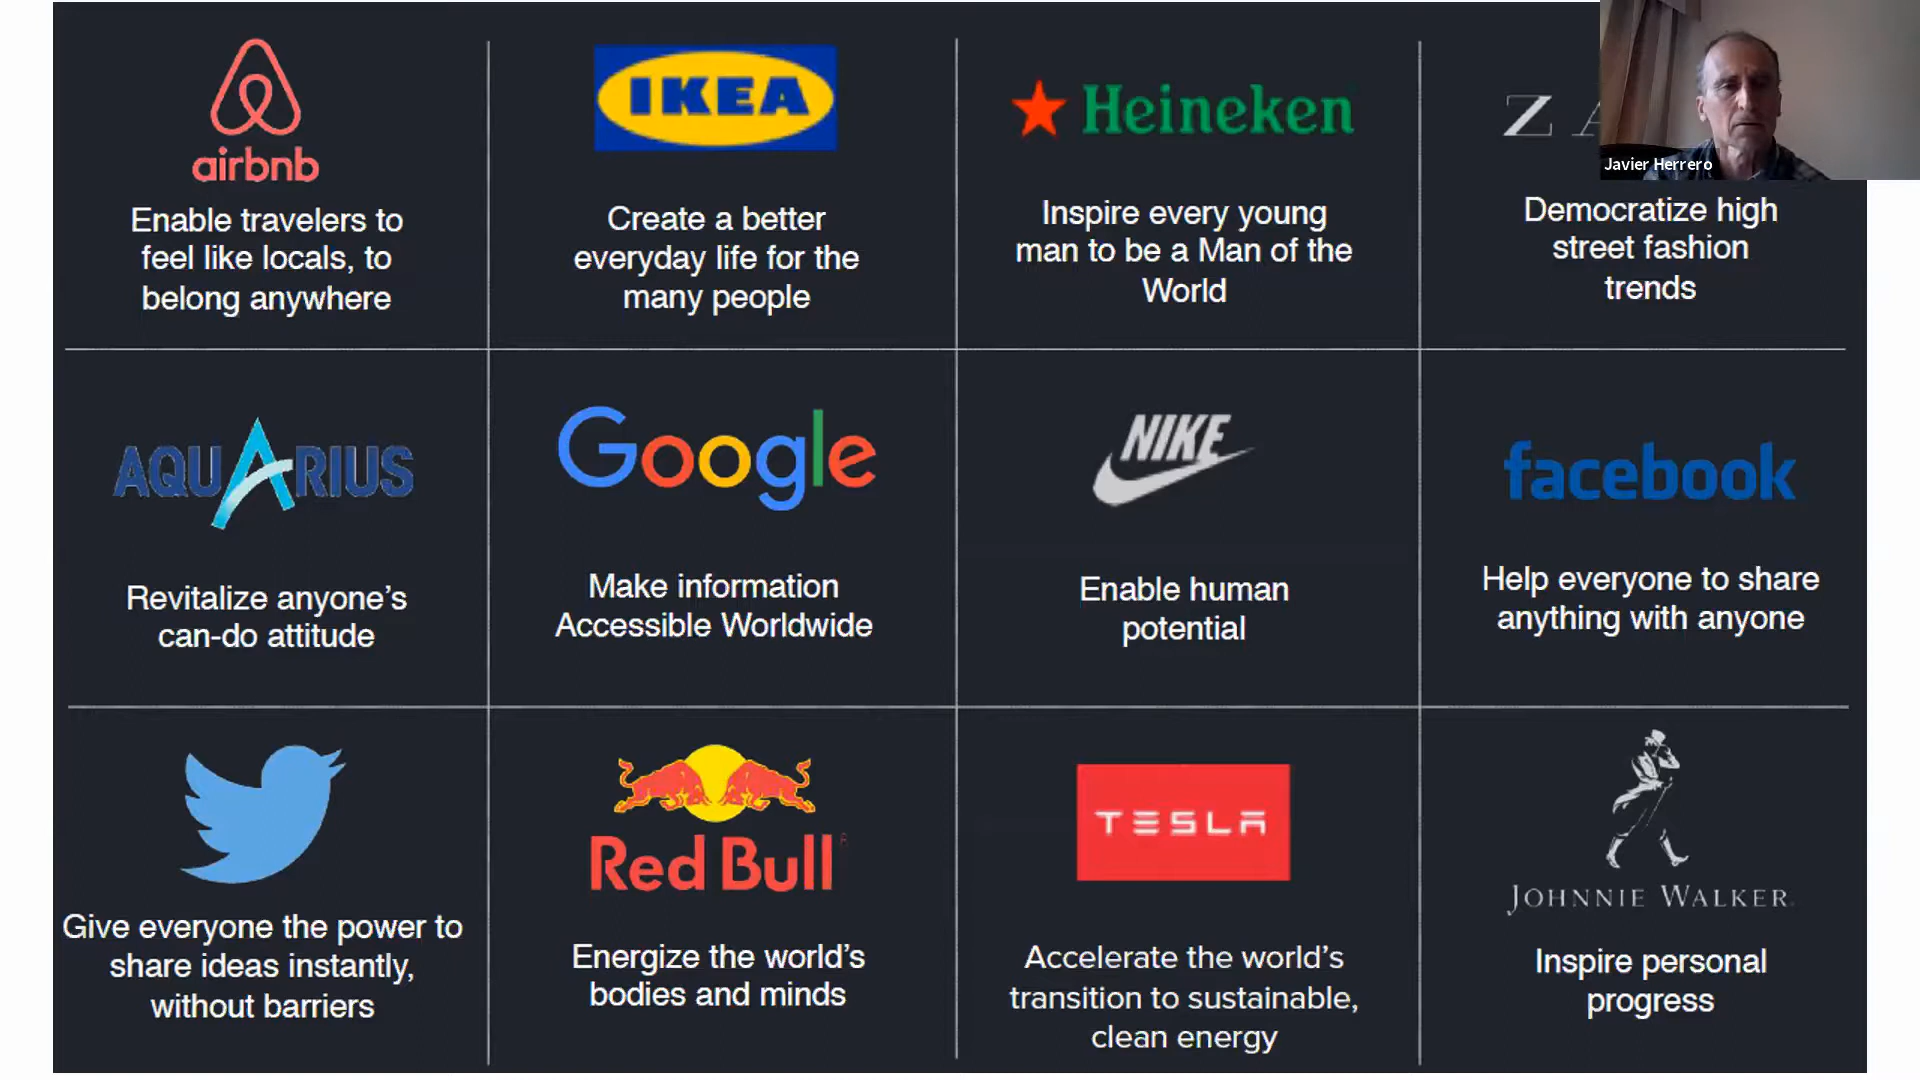 airbnb
Enable travelers to
feel like locals, to
belong anywhere
IKEA
Create a better
everyday life for the
many people
Heineken
Inspire every young
man to be a Man of the
World
Z
Javier Herrero
Democratize high
street fashion
trends
AQUARIUS
Revitalize anyone’s
can-do attitude
Google
Make information
Accessible Worldwide
NIKE
Enable human
potential
facebook
Help everyone to share
anything with anyone
Give everyone the power to
share ideas instantly,
without barriers
Red Bull
Energize the world’s
bodies and minds
TESLA
Accelerate the world’s
transition to sustainable,
clean energy
JOHNNIE WALKER
Inspire personal
progress